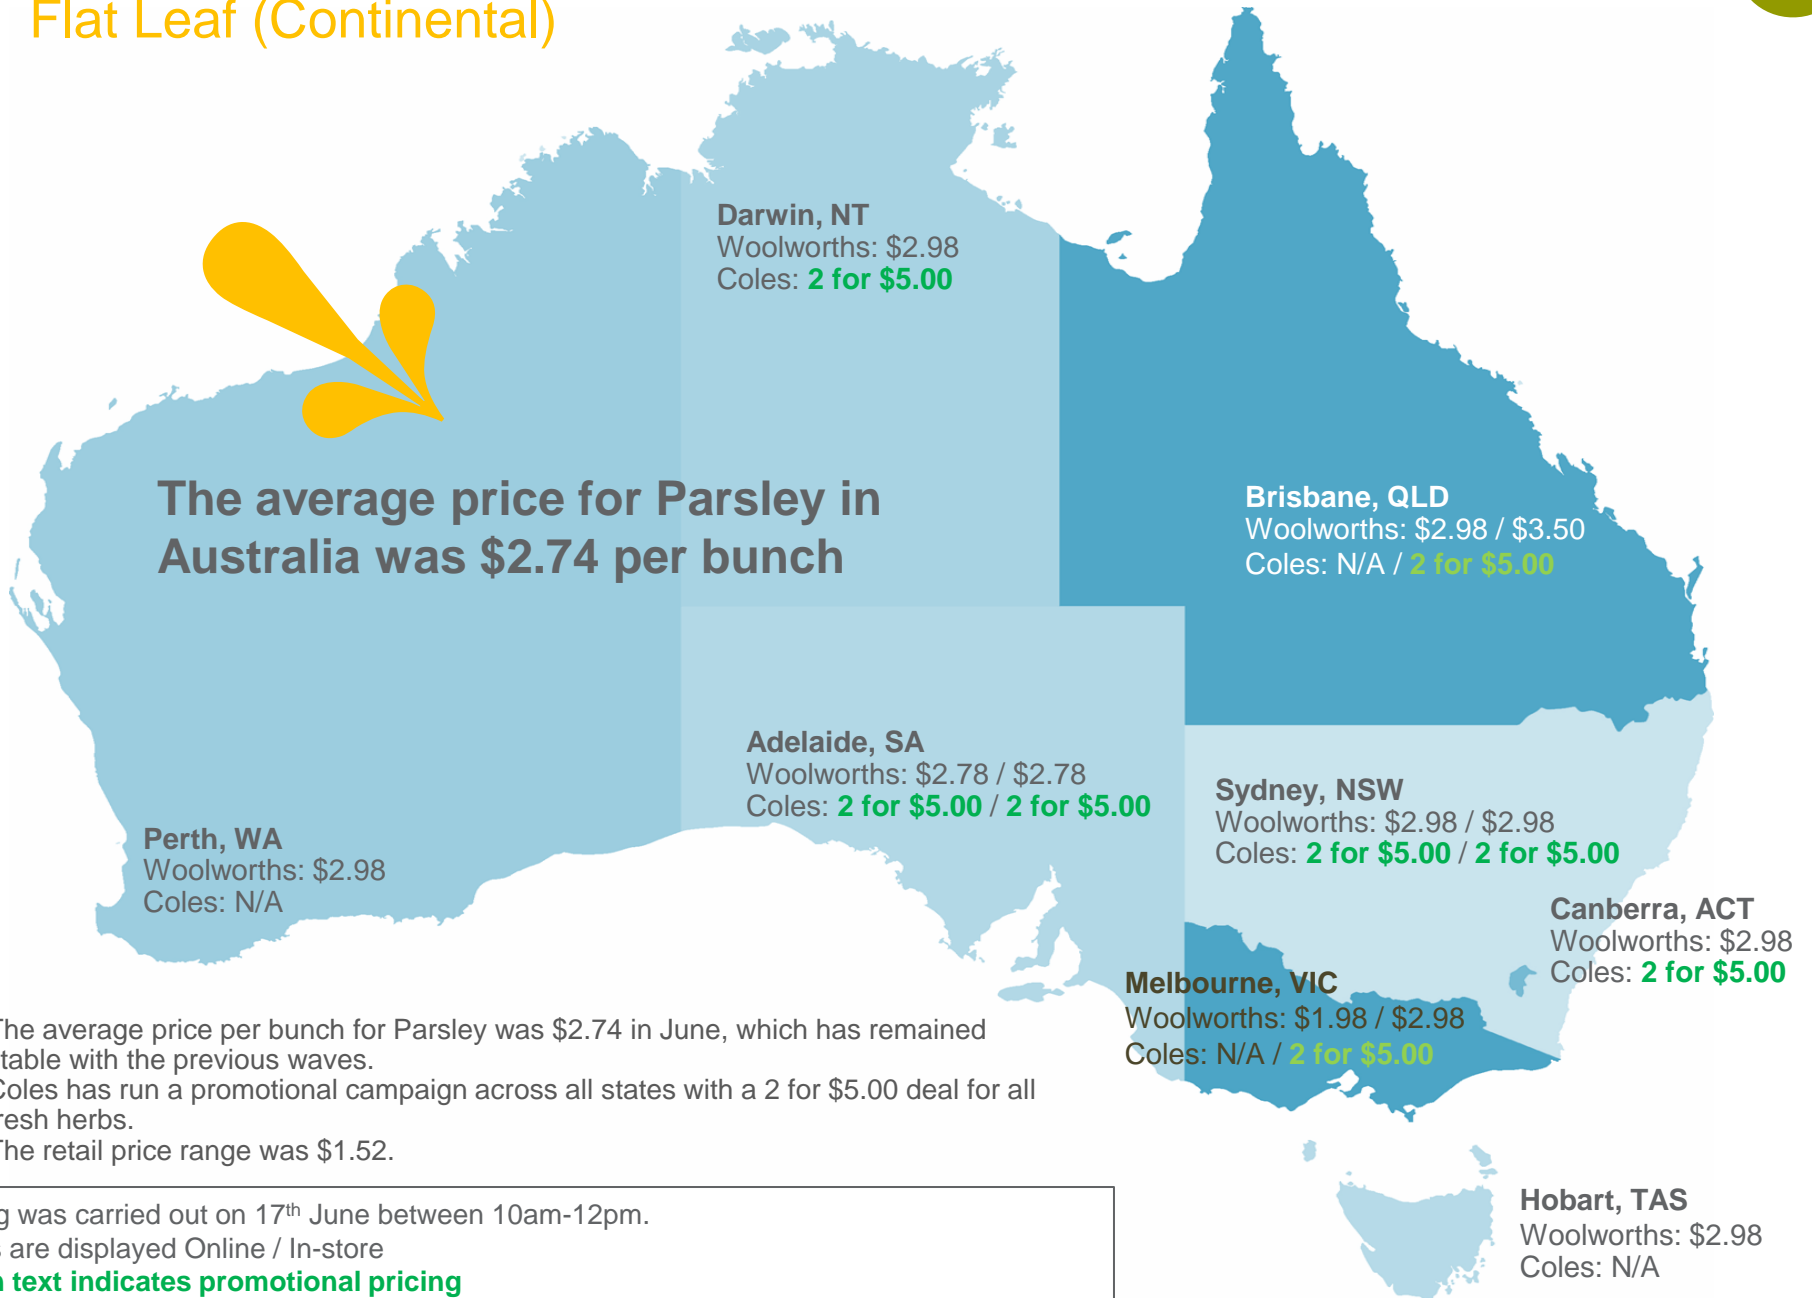 Flat Leaf (Continental)
Darwin, NT
Woolworths: $2.98
Coles: 2 for $5.00
The average price for Parsley in
Australia was $2.74 per bunch
Brisbane, QLD
Woolworths: $2.98 / $3.50
Coles: N/A / 2 for $5.00
Adelaide, SA
Woolworths: $2.78 / $2.78
Coles: 2 for $5.00 / 2 for $5.00
Sydney, NSW
Woolworths: $2.98 / $2.98
Coles: 2 for $5.00 / 2 for $5.00
Perth, WA
Woolworths: $2.98
Coles: N/A
Canberra, ACT
Woolworths: $2.98
Coles: 2 for $5.00
Melbourne, VIC
Woolworths: $1.98 / $2.98
Coles: N/A / 2 for $5.00
The average price per bunch for Parsley was $2.74 in June, which has remained
table with the previous waves.
Coles has run a promotional campaign across all states with a 2 for $5.00 deal for all
resh herbs.
The retail price range was $1.52.
g was carried out on 17th June between 10am-12pm.
s are displayed Online / In-store
n text indicates promotional pricing
Hobart, TAS
Woolworths: $2.98
Coles: N/A